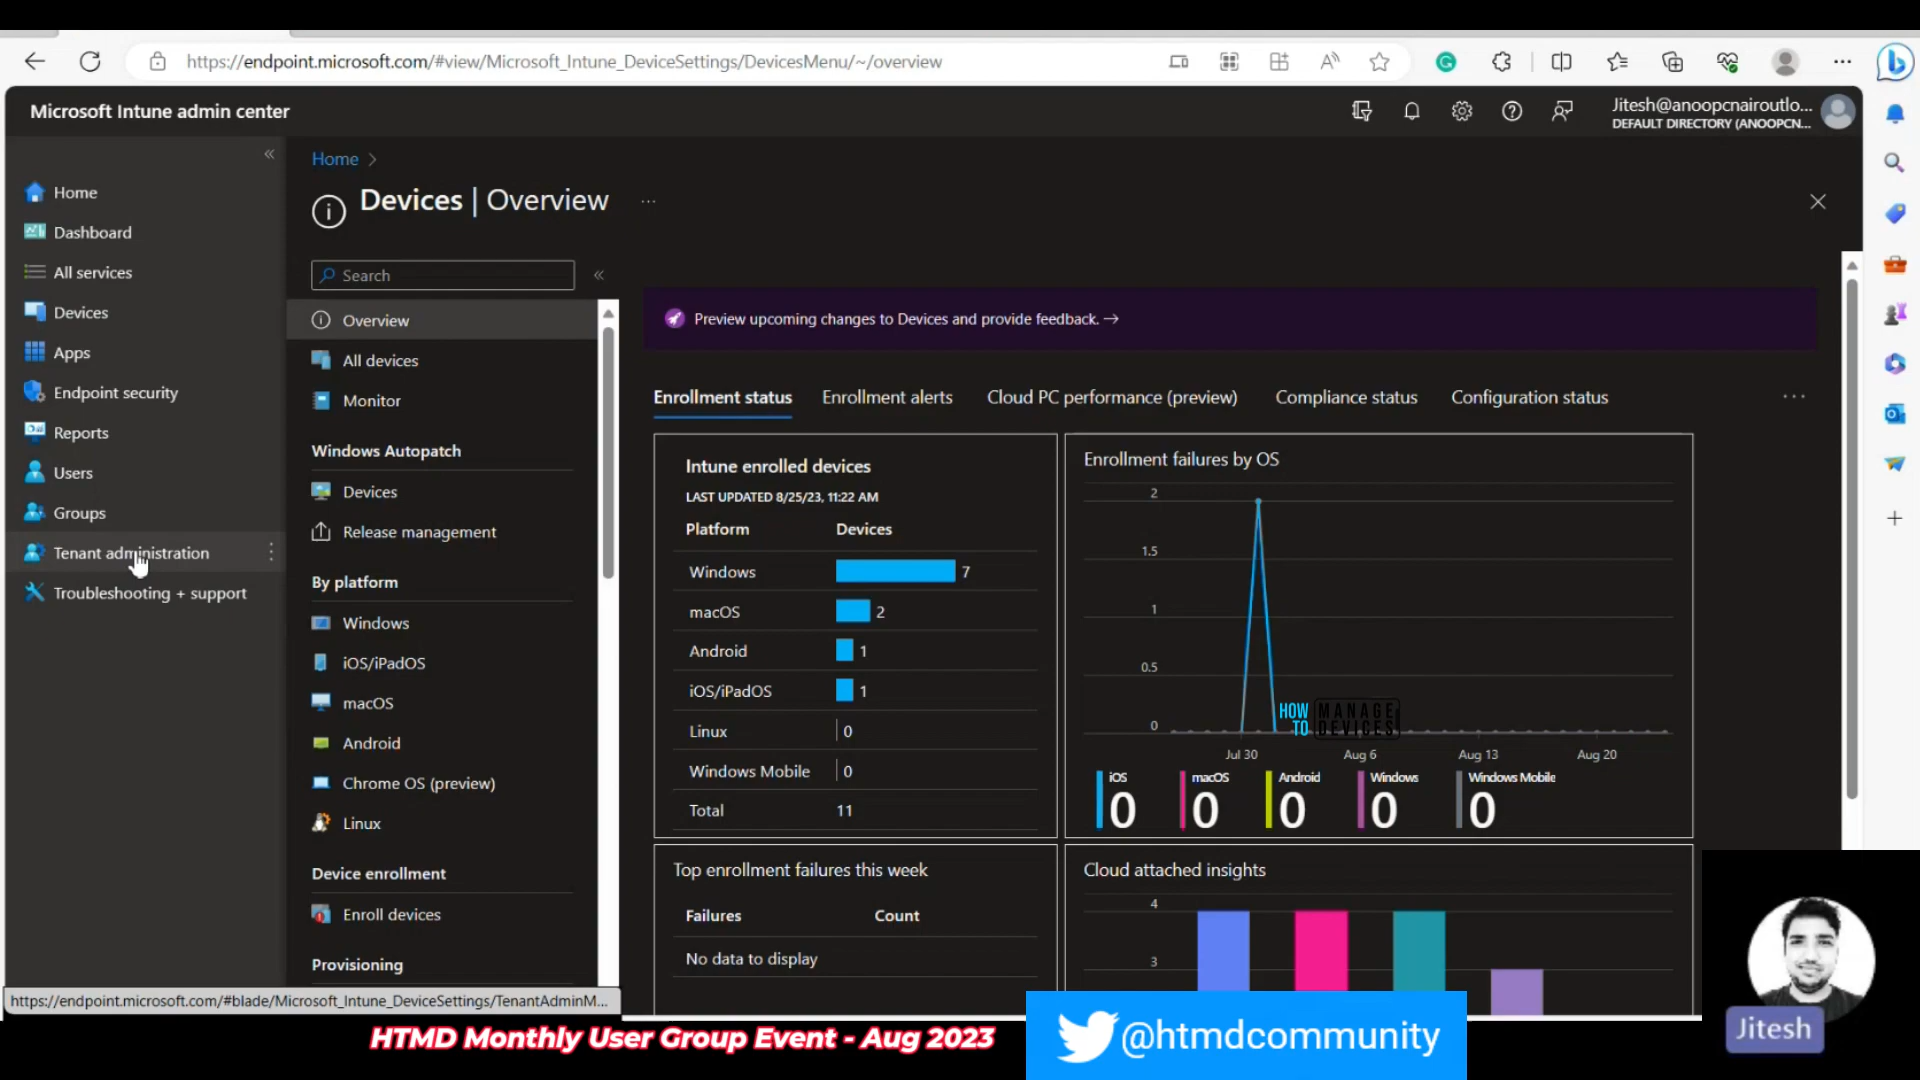 https://endpoint.microsoft.com/#view/Microsoft_Intune_DeviceSettings/DevicesMenu/~/overview
Microsoft Intune admin center
Jitesh@anoopcnairoutlo...
DEFAULT DIRECTORY (ANOOPCN...
Home
Dashboard
All services
Devices
Apps
Endpoint security
Reports
Users
Groups
Tenant administration
Troubleshooting + support
Home
Devices | Overview
Search
Overview
All devices
Monitor
Windows Autopatch
Devices
Release management
By platform
Windows
iOS/iPadOS
macOS
Android
Chrome OS (preview)
Linux
Device enrollment
Enroll devices
Provisioning
Preview upcoming changes to Devices and provide feedback. →
Enrollment status Enrollment alerts Cloud PC performance (preview) Compliance status Configuration status
Intune enrolled devices
LAST UPDATED 8/25/23, 11:22 AM
Platform Devices
Windows 7
macOS 2
Android 1
iOS/iPadOS 1
Linux 0
Windows Mobile 0
Total 11
Enrollment failures by OS
2
1.5
1
0.5
0
HOW TO
MANAGE DEVICES
Jul 30 Aug 6 Aug 13 Aug 20
iOS macOS Android Windows Windows Mobile
0 0 0 0 0
Top enrollment failures this week
Failures Count
No data to display
Cloud attached insights
4
3
https://endpoint.microsoft.com/#blade/Microsoft_Intune_DeviceSettings/TenantAdminM...
HTMD Monthly User Group Event - Aug 2023
@htmdcommunity
Jitesh